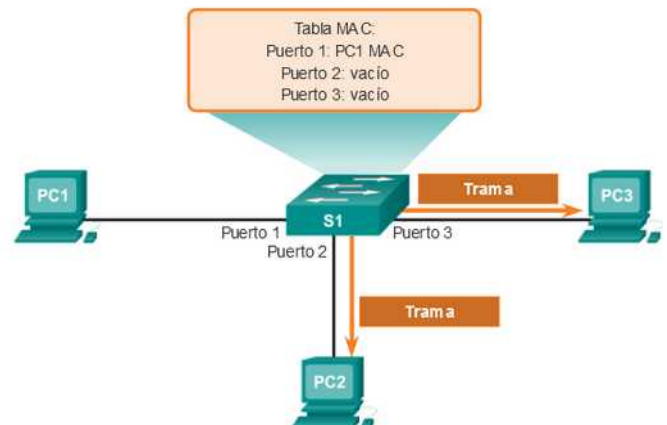 Tabla MAC:
Puerto 1: PC1 MAC
Puerto 2: vacío
Puerto 3: vacío
PC1
Trama
PC3
S1
Puerto 1
Puerto 3
Puerto 2
Trama
PC2